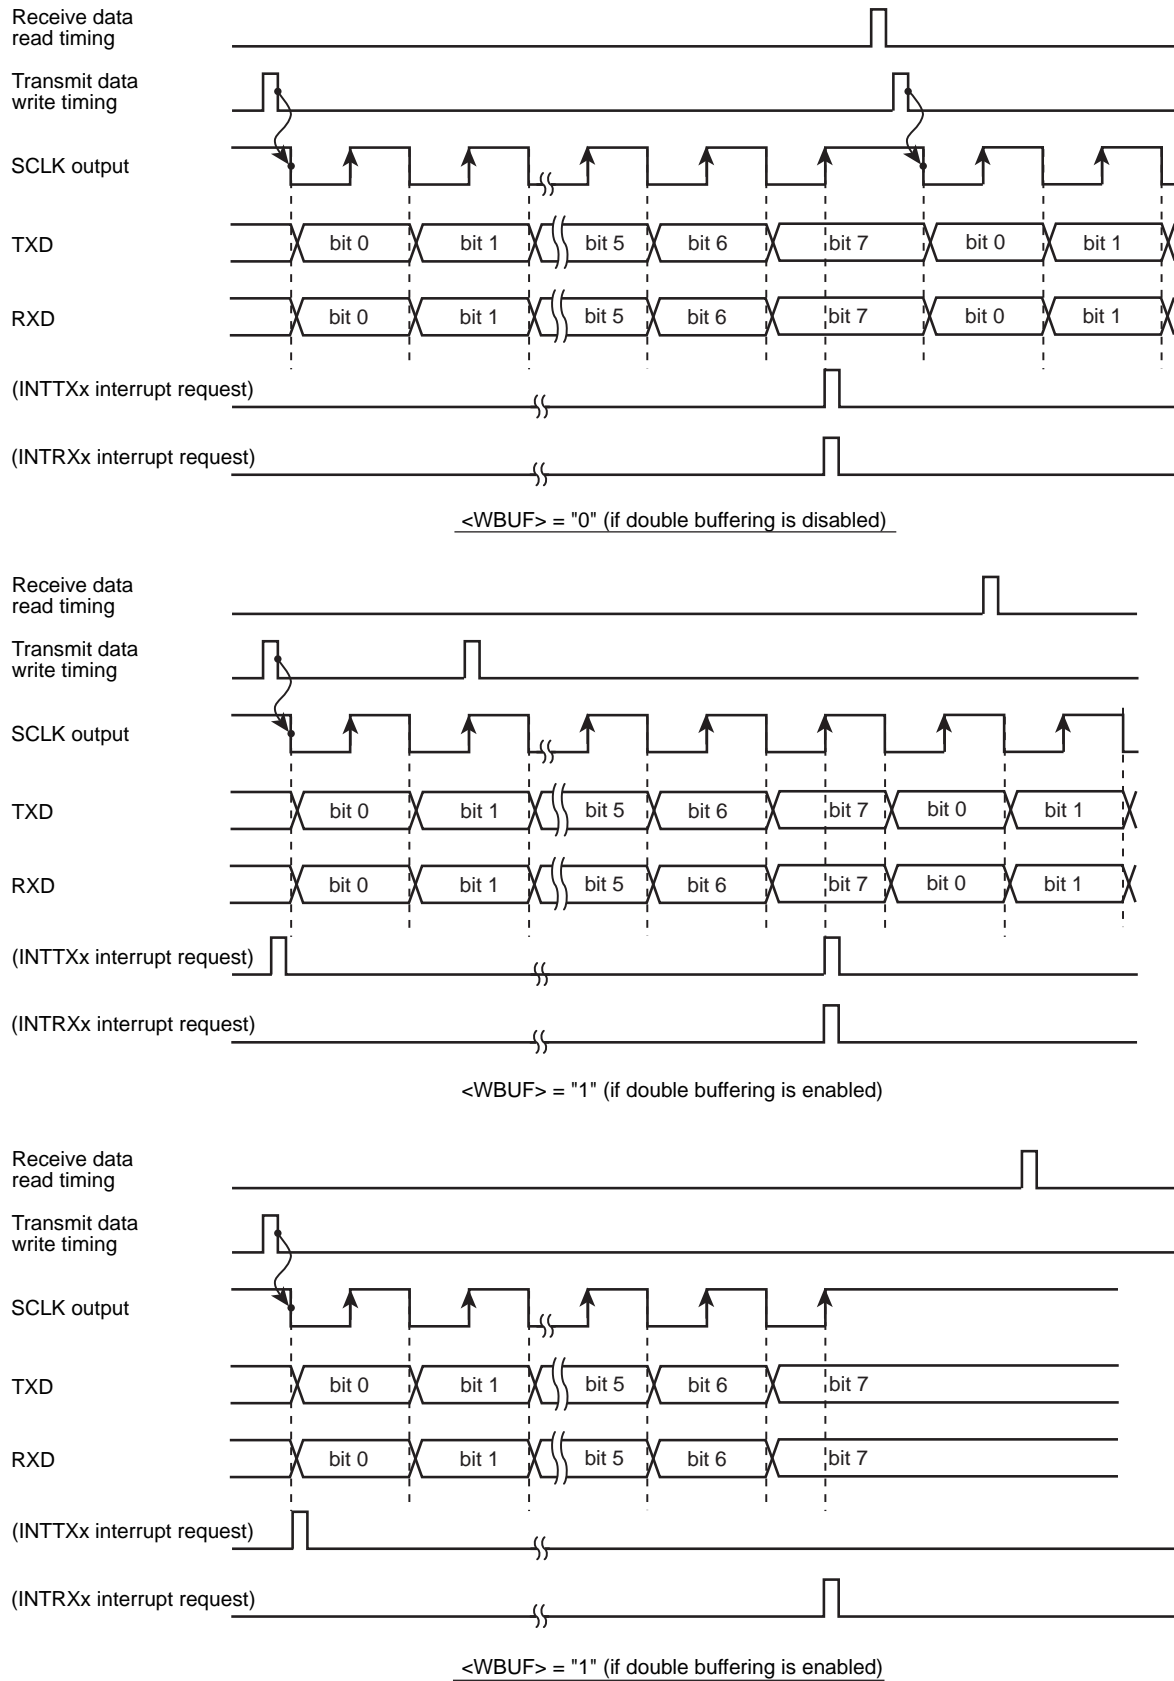 Receive data
read timing
Transmit data
write timing
SCLK output
TXD
bit 0 bit 1 bit 5 bit 6 bit 7 bit 0 bit 1
RXD
bit 0 bit 1 bit 5 bit 6 bit 7 bit 0 bit 1
(INTTXx interrupt request)
(INTRXx interrupt request)
<WBUF> = "0" (if double buffering is disabled)
Receive data
read timing
Transmit data
write timing
SCLK output
TXD
bit 0 bit 1 bit 5 bit 6 bit 7 bit 0 bit 1
RXD
bit 0 bit 1 bit 5 bit 6 bit 7 bit 0 bit 1
(INTTXx interrupt request)
(INTRXx interrupt request)
<WBUF> = "1" (if double buffering is enabled)
Receive data
read timing
Transmit data
write timing
SCLK output
TXD
bit 0 bit 1 bit 5 bit 6 bit 7
RXD
bit 0 bit 1 bit 5 bit 6 bit 7
(INTTXx interrupt request)
(INTRXx interrupt request)
<WBUF> = "1" (if double buffering is enabled)